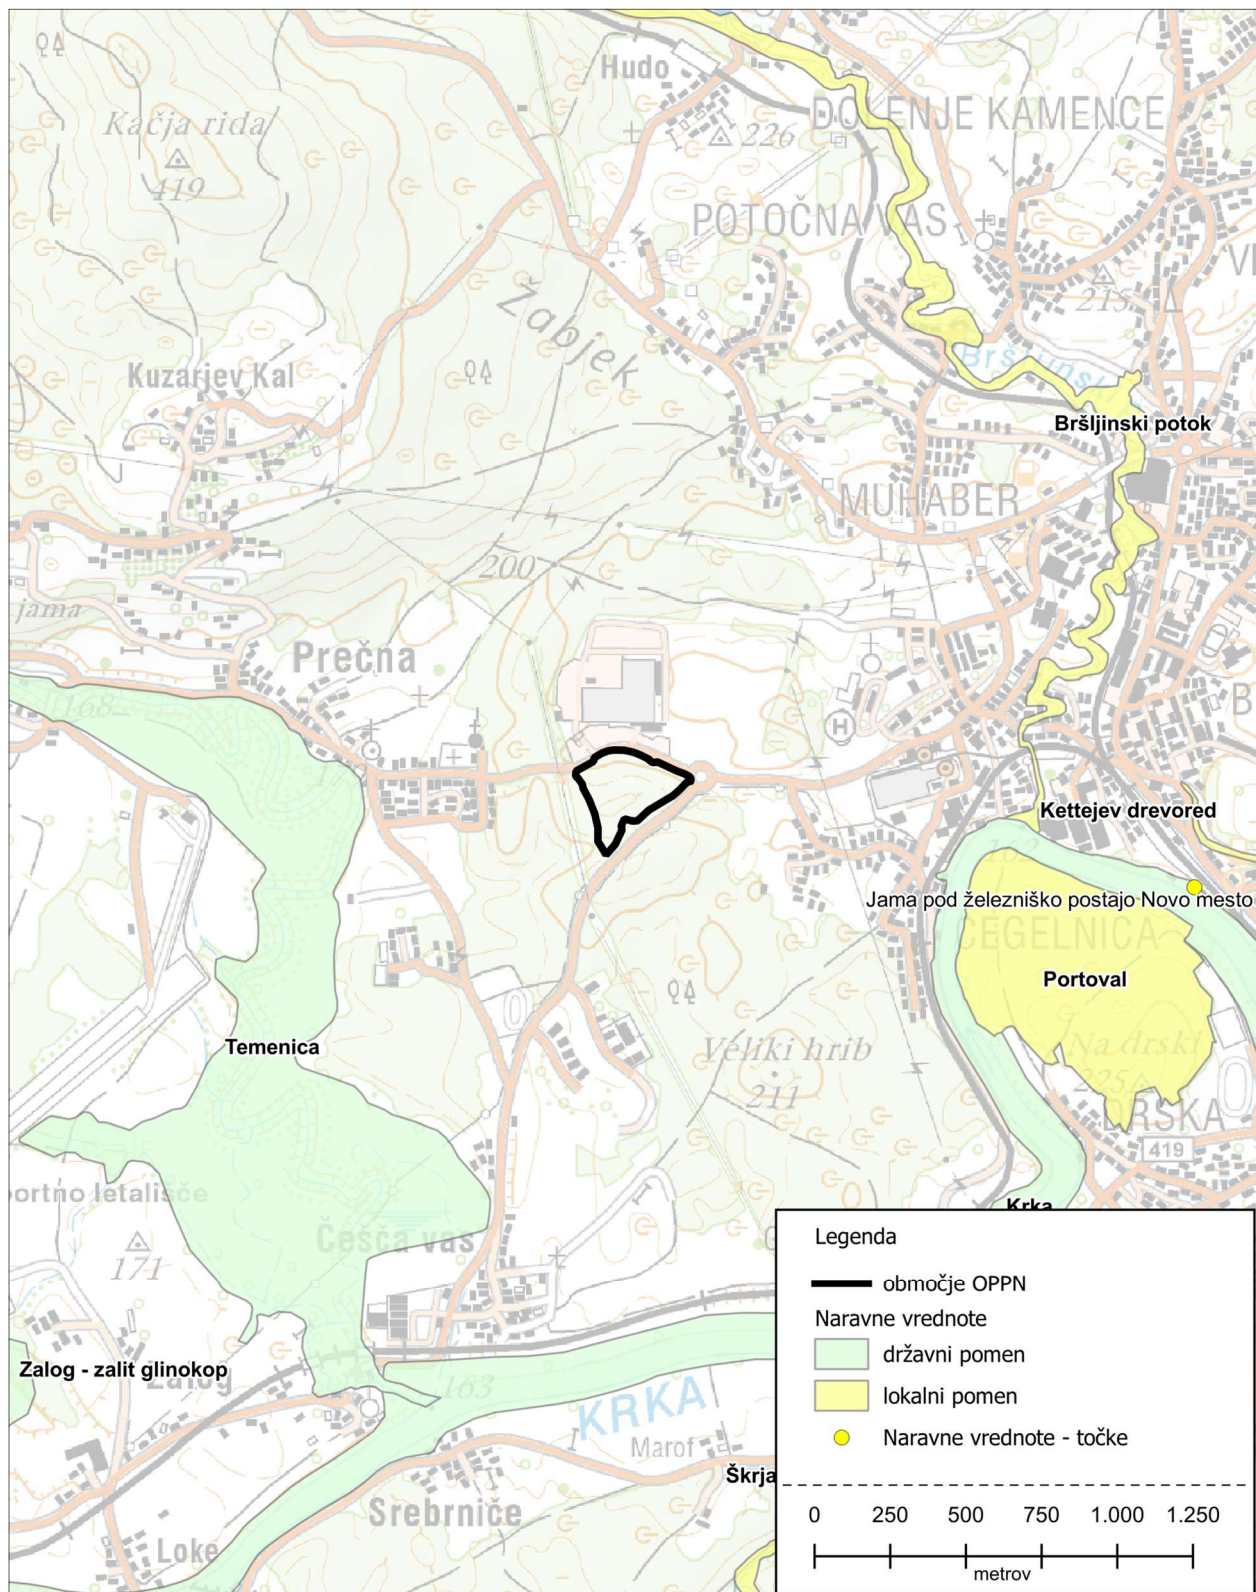 Hudo
DOLENJE KAMENCE
Kačja rida
419
226
POTOČNA VAS
215
Žabjek
Kuzarjev Kal
Bršljinski potok
MUHABER
200
jama
Prečna
168
H
Kettejev drevored
Jama pod železniško postajo Novo mesto
CEGELNICA
Portoval
Temenica
Veliki hrib
211
Na drski
225
DRSKA
419
Krka
portno letališče
171
Češča vas
Zalog - zalit glinokop
Zalog
163
KRKA
Marof
Škrja
Srebrniče
Loke
Legenda
območje OPPN
Naravne vrednote
državni pomen
lokalni pomen
Naravne vrednote - točke
0 250 500 750 1.000 1.250
metrov